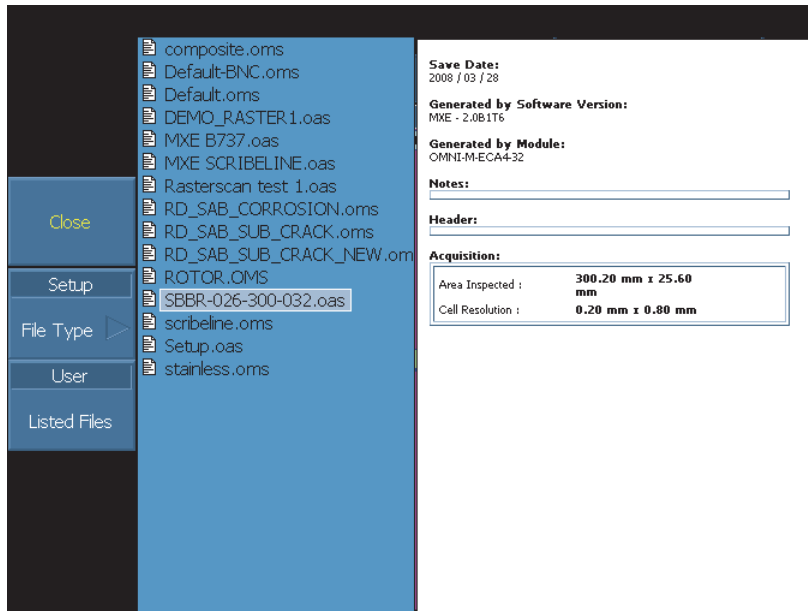 Close
Setup
File Type
User
Listed Files
composite.oms
Default-BNC.oms
Default.oms
DEMO_RASTER1.oas
MXE B737.oas
MXE SCRIBELINE.oas
Rasterscan test 1.oas
RD_SAB_CORROSION.oms
RD_SAB_SUB_CRACK.oms
RD_SAB_SUB_CRACK_NEW.om
ROTOR.OMS
SBBR-026-300-032.oas
scribeline.oms
Setup.oas
stainless.oms
Save Date:
2008 / 03 / 28
Generated by Software Version:
MXE - 2.0B1T6
Generated by Module:
OMNI-M-ECA4-32
Notes:
Header:
Acquisition:
Area Inspected : 300.20 mm x 25.60
mm
Cell Resolution : 0.20 mm x 0.80 mm